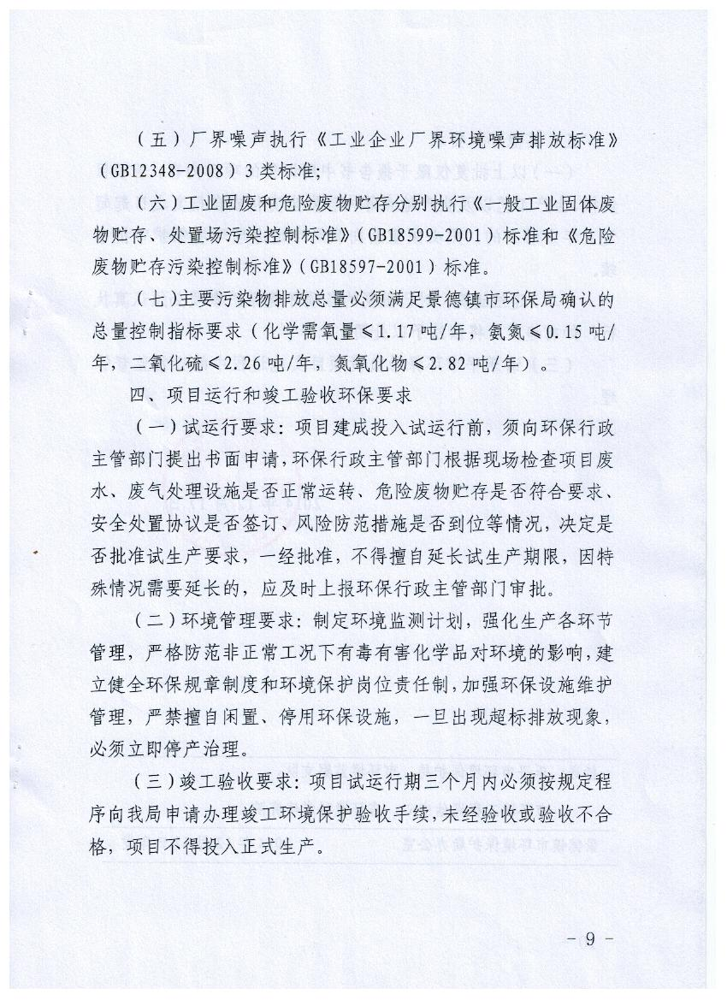 （五）厂界噪声执行《工业企业厂界环境噪声排放标准》
（GB12348-2008）3类标准；
（六）工业固废和危险废物贮存分别执行《一般工业固体废
物贮存、处置场污染控制标准》（GB18599-2001）标准和《危险
废物贮存污染控制标准》（GB18597-2001）标准。
（七）主要污染物排放总量必须满足景德镇市环保局确认的
总量控制指标要求（化学需氧量≤1.17吨/年，氨氮≤0.15吨/
年，二氧化硫≤2.26吨/年，氮氧化物≤2.82吨/年）。
四、项目运行和竣工验收环保要求
（一）试运行要求：项目建成投入试运行前，须向环保行政
主管部门提出书面申请，环保行政主管部门根据现场检查项目废
水、废气处理设施是否正常运转、危险废物贮存是否符合要求、
安全处置协议是否签订、风险防范措施是否到位等情况，决定是
否批准试生产要求，一经批准，不得擅自延长试生产期限，因特
殊情况需要延长的，应及时上报环保行政主管部门审批。
（二）环境管理要求：制定环境监测计划，强化生产各环节
管理，严格防范非正常工况下有毒有害化学品对环境的影响，建
立健全环保规章制度和环境保护岗位责任制，加强环保设施维护
管理，严禁擅自闲置、停用环保设施，一旦出现超标排放现象，
必须立即停产治理。
（三）竣工验收要求：项目试运行期三个月内必须按规定程
序向我局申请办理竣工环境保护验收手续，未经验收或验收不合
格，项目不得投入正式生产。
- 9 -